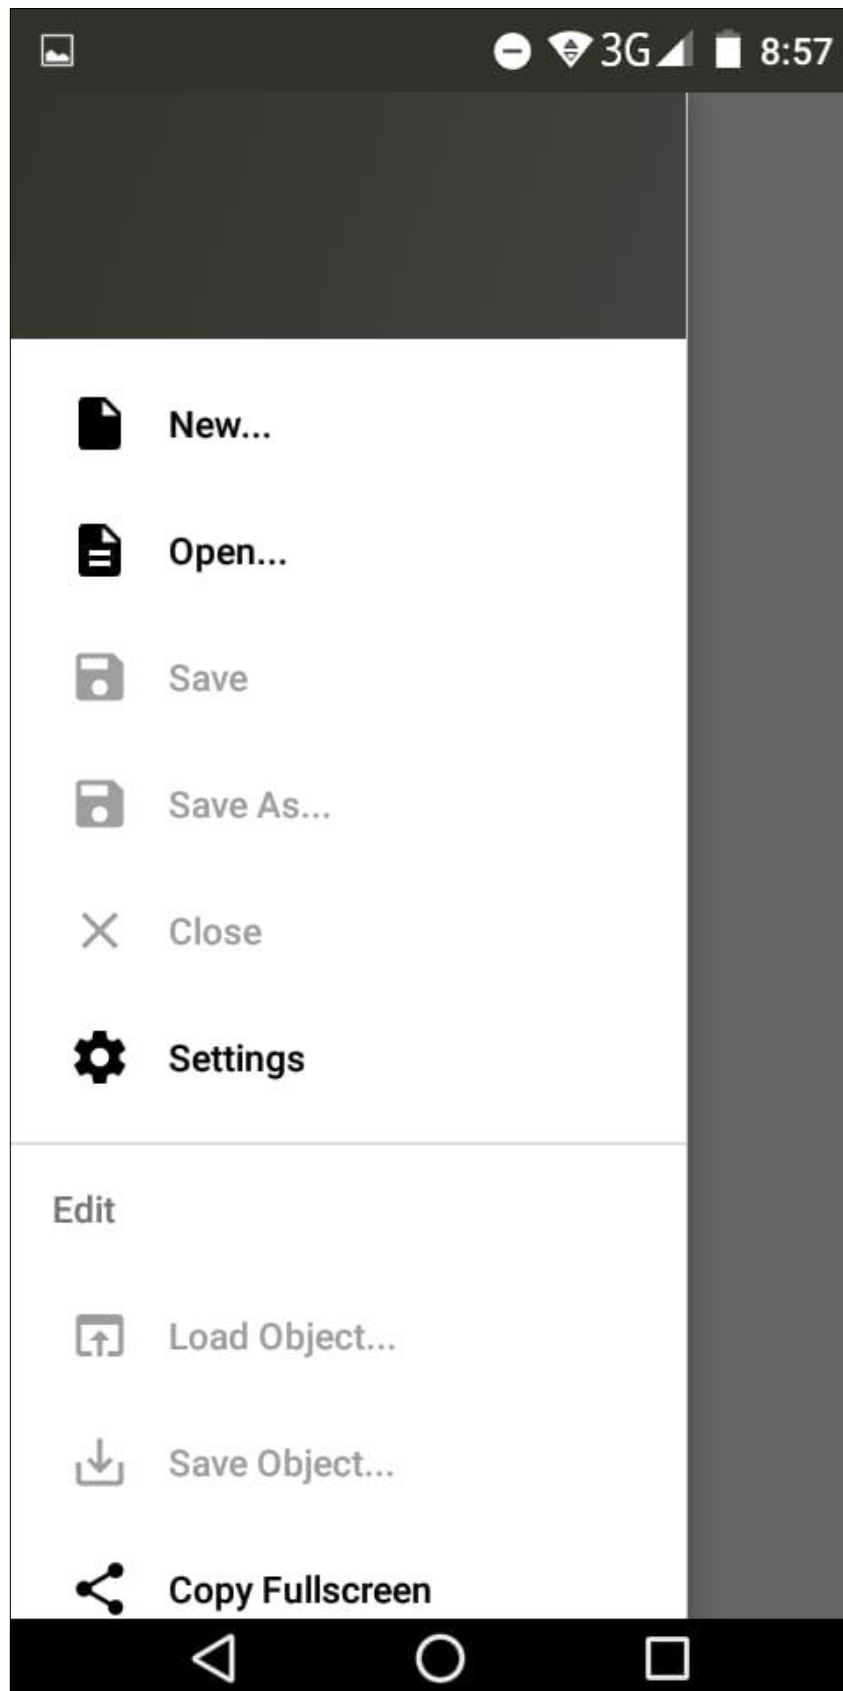 3G 8:57
New...
Open...
Save
Save As...
Close
Settings
Edit
Load Object...
Save Object...
Copy Fullscreen